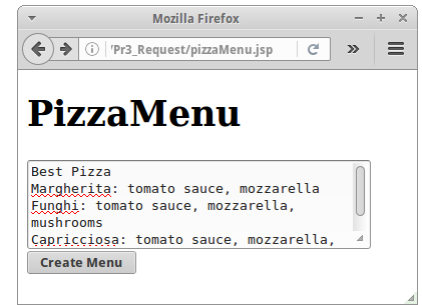 Mozilla Firefox
'Pr3_Request/pizzaMenu.jsp
PizzaMenu
Best Pizza
Margherita: tomato sauce, mozzarella
Funghi: tomato sauce, mozzarella,
mushrooms
Capricciosa: tomato sauce, mozzarella,
Create Menu